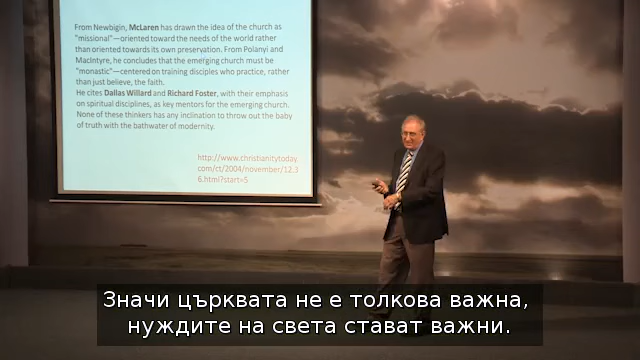 From Newbigin, McLaren has drawn the idea of the church as
"missional"—oriented toward the needs of the world rather
than oriented towards its own preservation. From Polanyi and
MacIntyre, he concludes that the emerging church must be
"monastic"—centered on training disciples who practice, rather
than just believe, the faith.
He cites Dallas Willard and Richard Foster, with their emphasis
on spiritual disciplines, as key mentors for the emerging church.
None of these thinkers has any inclination to throw out the baby
of truth with the bathwater of modernity.
http://www.christianitytoday.
com/ct/2004/november/12.3
6.html?start=5
Значи църквата не е толкова важна,
нуждите на света стават важни.